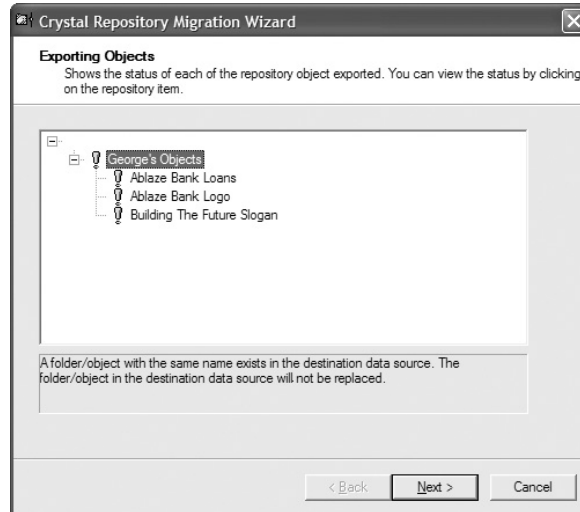 Crystal Repository Migration Wizard
Exporting Objects
Shows the status of each of the repository object exported. You can view the status by clicking
on the repository item.
George's Objects
Ablaze Bank Loans
Ablaze Bank Logo
Building The Future Slogan
A folder/object with the same name exists in the destination data source. The
folder/object in the destination data source will not be replaced.
< Back Next > Cancel